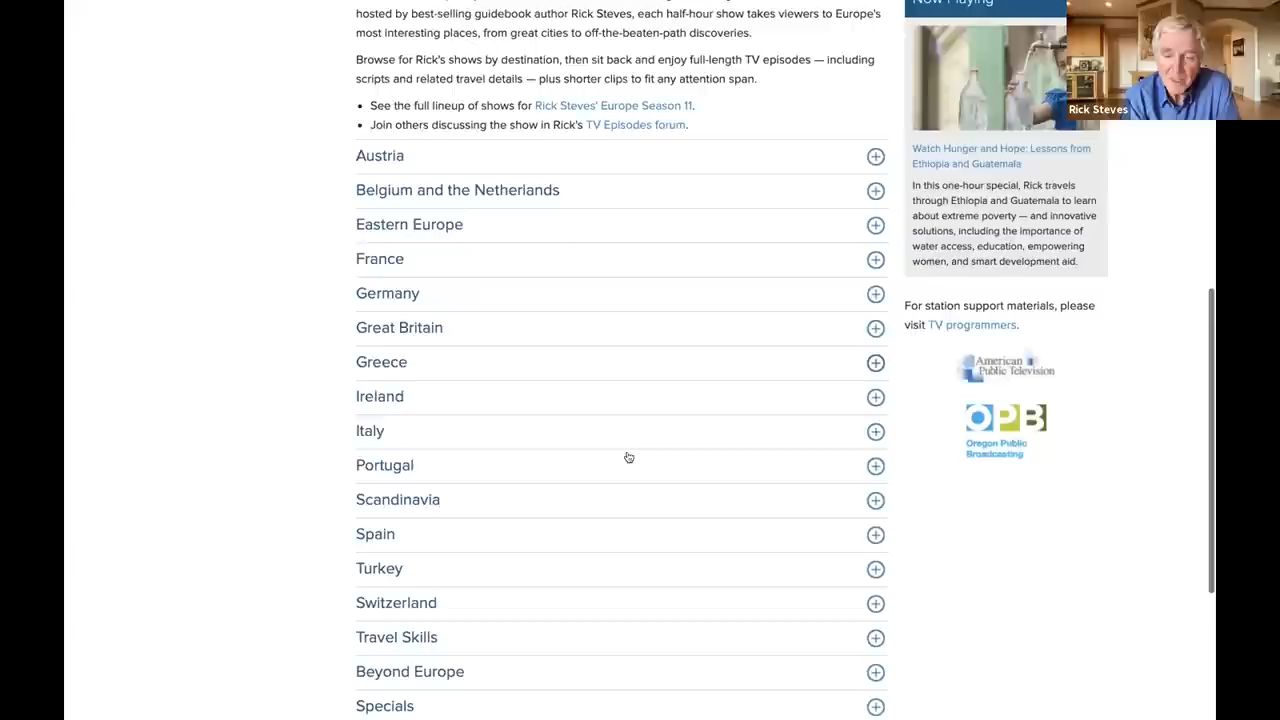 hosted by best-selling guidebook author Rick Steves, each half-hour show takes viewers to Europe's
most interesting places, from great cities to off-the-beaten-path discoveries.
Browse for Rick's shows by destination, then sit back and enjoy full-length TV episodes — including
scripts and related travel details — plus shorter clips to fit any attention span.
• See the full lineup of shows for Rick Steves' Europe Season 11.
• Join others discussing the show in Rick's TV Episodes forum.
Austria
Belgium and the Netherlands
Eastern Europe
France
Germany
Great Britain
Greece
Ireland
Italy
Portugal
Scandinavia
Spain
Turkey
Switzerland
Travel Skills
Beyond Europe
Specials
Now Playing
Rick Steves
Watch Hunger and Hope: Lessons from
Ethiopia and Guatemala
In this one-hour special, Rick travels
through Ethiopia and Guatemala to learn
about extreme poverty — and innovative
solutions, including the importance of
water access, education, empowering
women, and smart development aid.
For station support materials, please
visit TV programmers.
American
Public Television
OPB
Oregon Public
Broadcasting